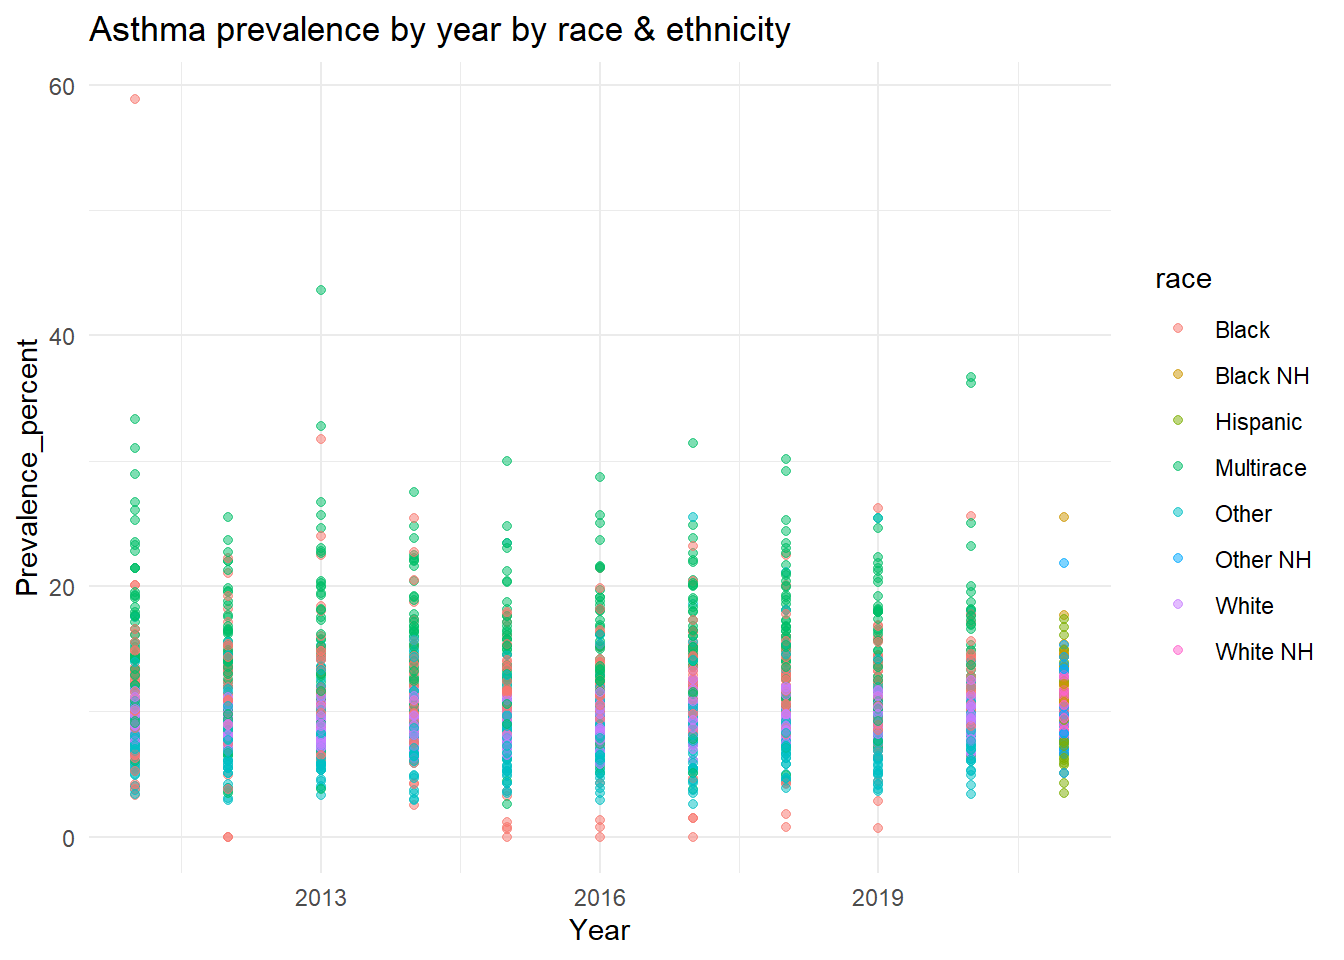 Asthma prevalence by year by race & ethnicity
60
40
20
0
Prevalence_percent
2013
2016
2019
Year
race
Black
Black NH
Hispanic
Multirace
Other
Other NH
White
White NH